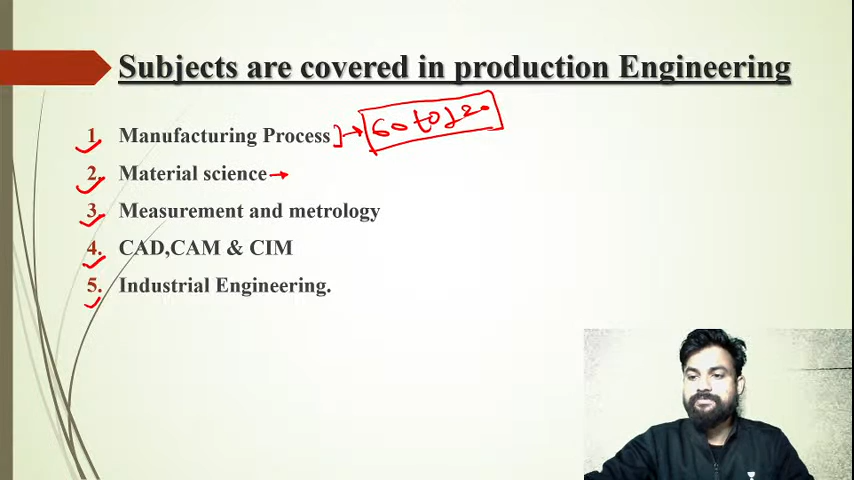 Subjects are covered in production Engineering
1. Manufacturing Process
60 to
2. Material science
3. Measurement and metrology
4. CAD,CAM & CIM
5. Industrial Engineering.